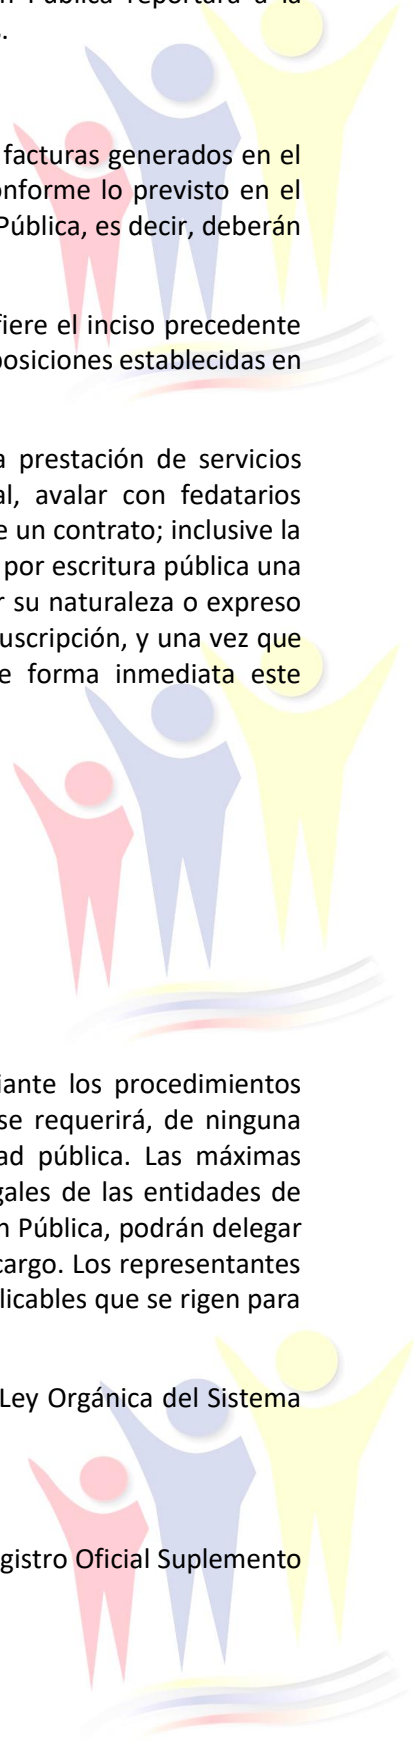 Pública reportará a la
.
facturas generados en el
onforme lo previsto en el
Pública, es decir, deberán
fiere el inciso precedente
posiciones establecidas en
a prestación de servicios
al, avalar con fedatarios
e un contrato; inclusive la
por escritura pública una
r su naturaleza o expreso
uscripción, y una vez que
e forma inmediata este
iante los procedimientos
se requerirá, de ninguna
ad pública. Las máximas
gales de las entidades de
n Pública, podrán delegar
cargo. Los representantes
licables que se rigen para
Ley Orgánica del Sistema
gistro Oficial Suplemento